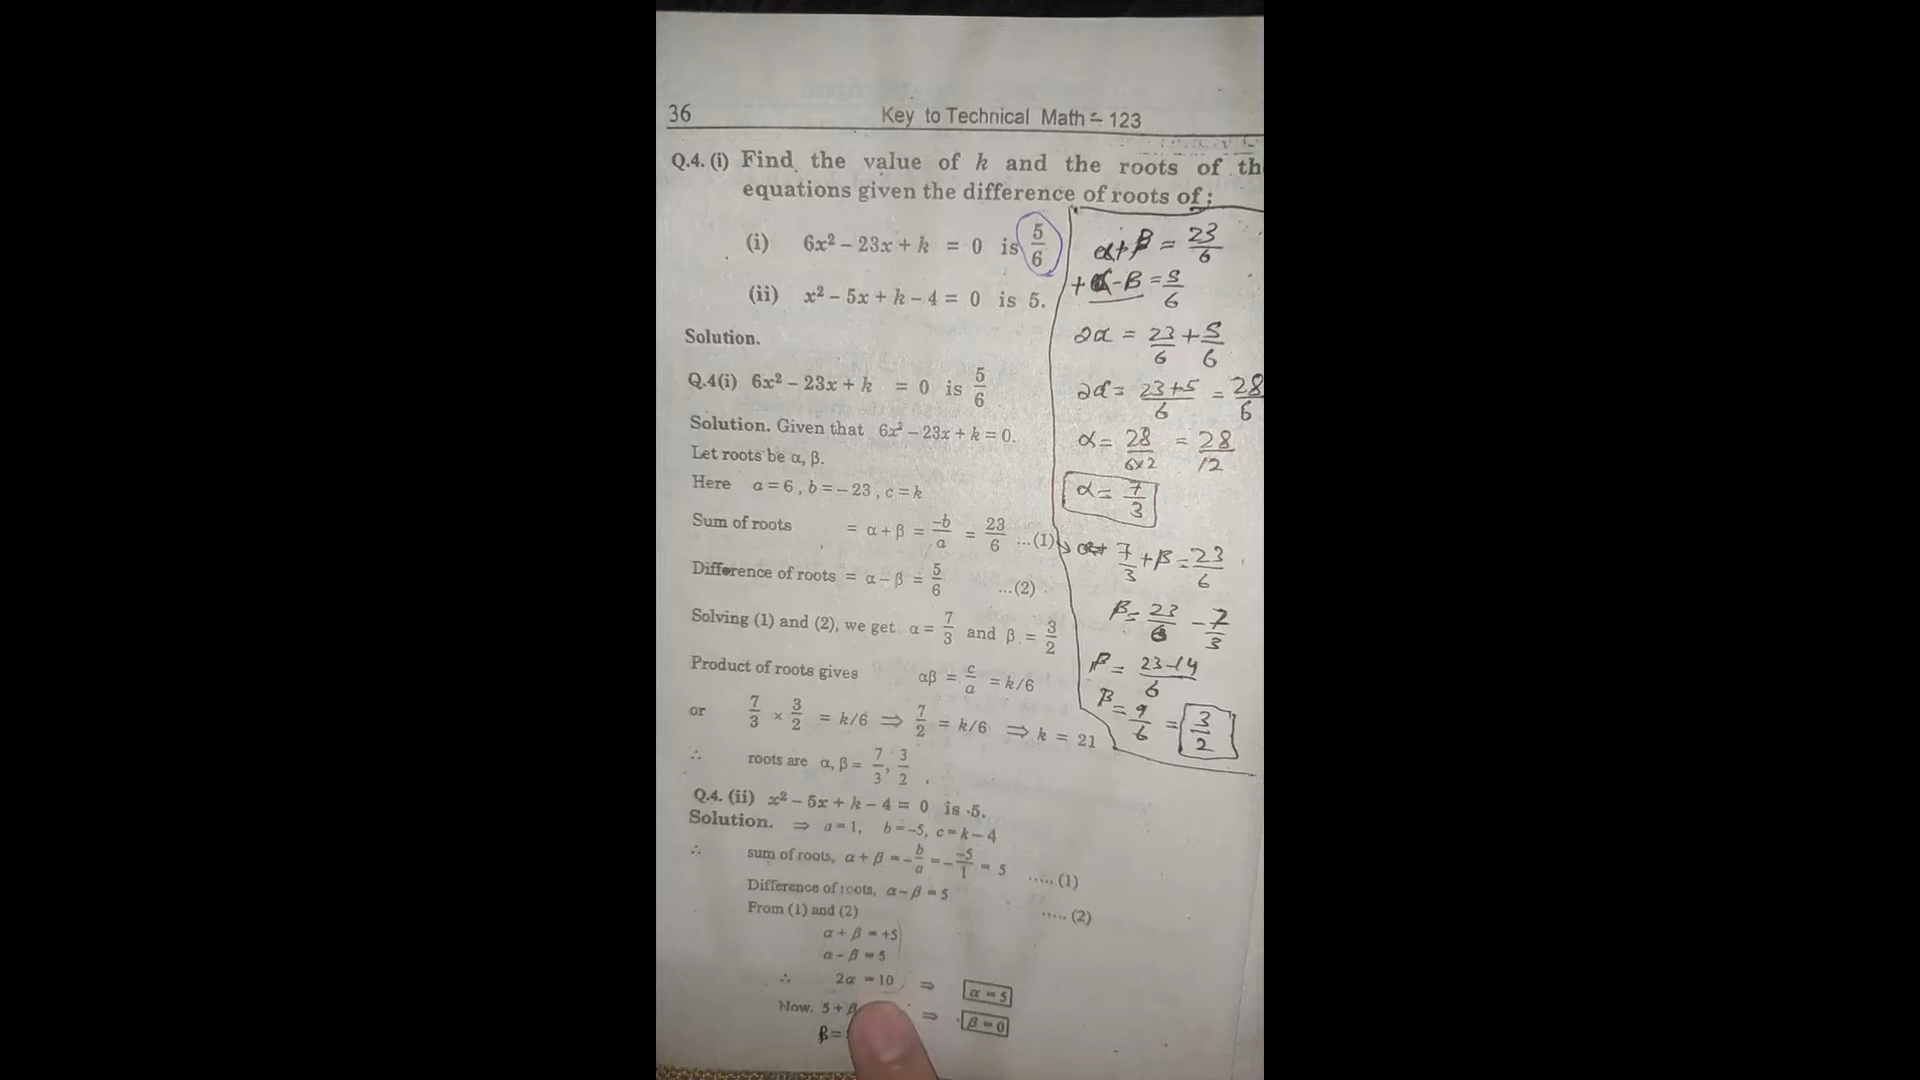 36 Key to Technical Math - 123
Q.4. (i) Find the value of k and the roots of th
equations given the difference of roots of ;
(i) 6x² – 23x + k = 0 is 5/6
(ii) x² – 5x + k – 4 = 0 is 5.
Solution.
Q.4(i) 6x² – 23x + k = 0 is 5/6
Solution. Given that 6x² – 23x + k = 0.
Let roots be α, β.
Here a = 6 , b = – 23 , c = k
Sum of roots = α + β = –b/a = 23/6 ...(1)
Difference of roots = α – β = 5/6 ...(2)
Solving (1) and (2), we get α = 7/3 and β = 3/2
Product of roots gives αβ = c/a = k/6
or 7/3 × 3/2 = k/6 ⇒ 7/2 = k/6 ⇒ k = 21
∴ roots are α, β = 7/3, 3/2 .
Q.4. (ii) x² – 5x + k – 4 = 0 is 5.
Solution. ⇒ a = 1, b = –5, c = k – 4
∴ sum of roots, α + β = – b/a = – –5/1 = 5 ..... (1)
Difference of roots, α – β = 5 ..... (2)
From (1) and (2)
α + β = +5
α – β = 5
∴ 2α = 10 ⇒ α = 5
Now. 5 + β ⇒ β = 0
β =
α + β = 23/6
+ α - β = 5/6
2α = 23/6 + 5/6
2α = 23+5/6 = 28/6
α = 28/6×2 = 28/12
α = 7/3
7/3 + β = 23/6
β = 23/6 - 7/3
β = 23-14/6
β = 9/6 = 3/2